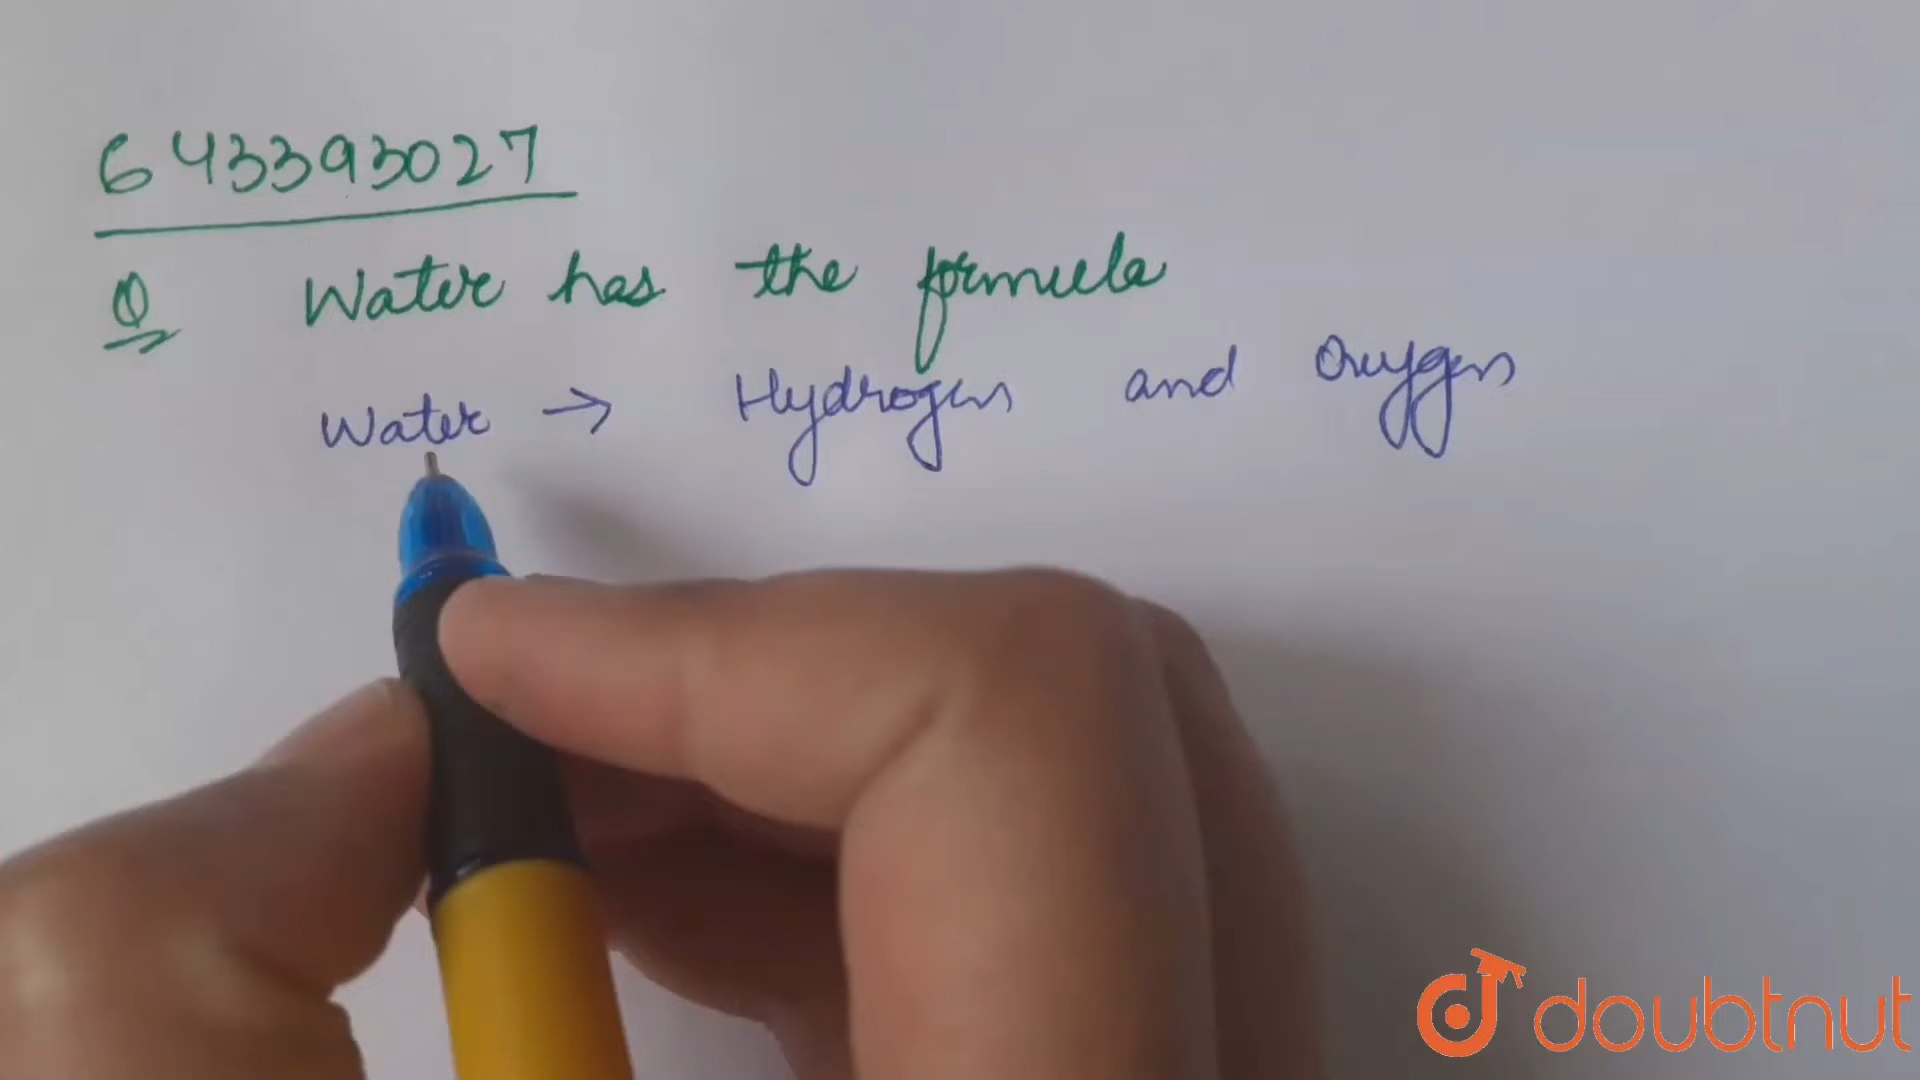 643393027
Q Water has the formula
Water → Hydrogen and Oxygen
doubtnut